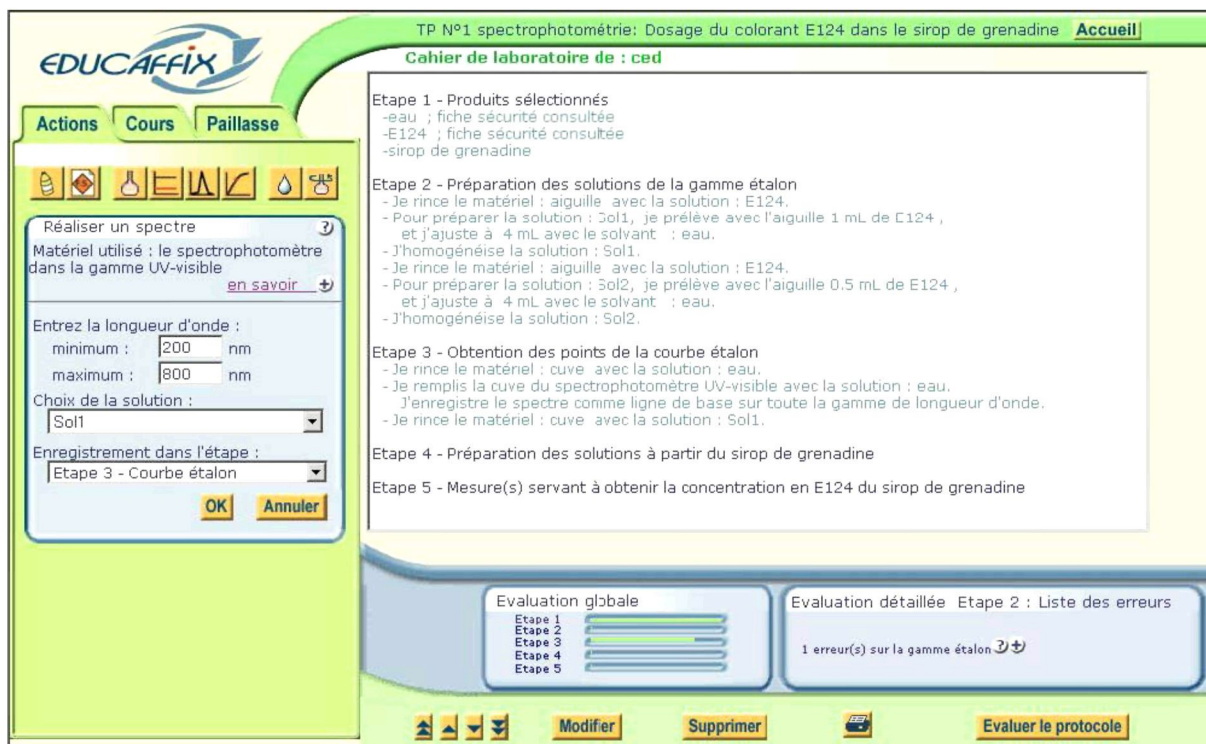 TP Nº1 spectrophotométrie: Dosage du colorant E124 dans le sirop de grenadine Accueil
EDUCAFFIX
Cahier de laboratoire de : ced
Actions Cours Paillasse
Réaliser un spectre
Matériel utilisé : le spectrophotomètre
dans la gamme UV-visible
en savoir +
Entrez la longueur d'onde :
minimum : 200 nm
maximum : 800 nm
Choix de la solution :
Sol1
Enregistrement dans l'étape :
Etape 3 - Courbe étalon
OK Annuler
Etape 1 - Produits sélectionnés
-eau ; fiche sécurité consultée
-E124 ; fiche sécurité consultée
-sirop de grenadine
Etape 2 - Préparation des solutions de la gamme étalon
- Je rince le matériel : aiguille avec la solution : E124.
- Pour préparer la solution : Sol1, je prélève avec l'aiguille 1 mL de E124 ,
et j'ajuste à 4 mL avec le solvant : eau.
- J'homogénéise la solution : Sol1.
- Je rince le matériel : aiguille avec la solution : E124.
- Pour préparer la solution : Sol2, je prélève avec l'aiguille 0.5 mL de E124 ,
et j'ajuste à 4 mL avec le solvant : eau.
- J'homogénéise la solution : Sol2.
Etape 3 - Obtention des points de la courbe étalon
- Je rince le matériel : cuve avec la solution : eau.
- Je remplis la cuve du spectrophotomètre UV-visible avec la solution : eau.
J'enregistre le spectre comme ligne de base sur toute la gamme de longueur d'onde.
- Je rince le matériel : cuve avec la solution : Sol1.
Etape 4 - Préparation des solutions à partir du sirop de grenadine
Etape 5 - Mesure(s) servant à obtenir la concentration en E124 du sirop de grenadine
Evaluation globale
Etape 1
Etape 2
Etape 3
Etape 4
Etape 5
Evaluation détaillée Etape 2 : Liste des erreurs
1 erreur(s) sur la gamme étalon ? +
Modifier Supprimer Evaluer le protocole